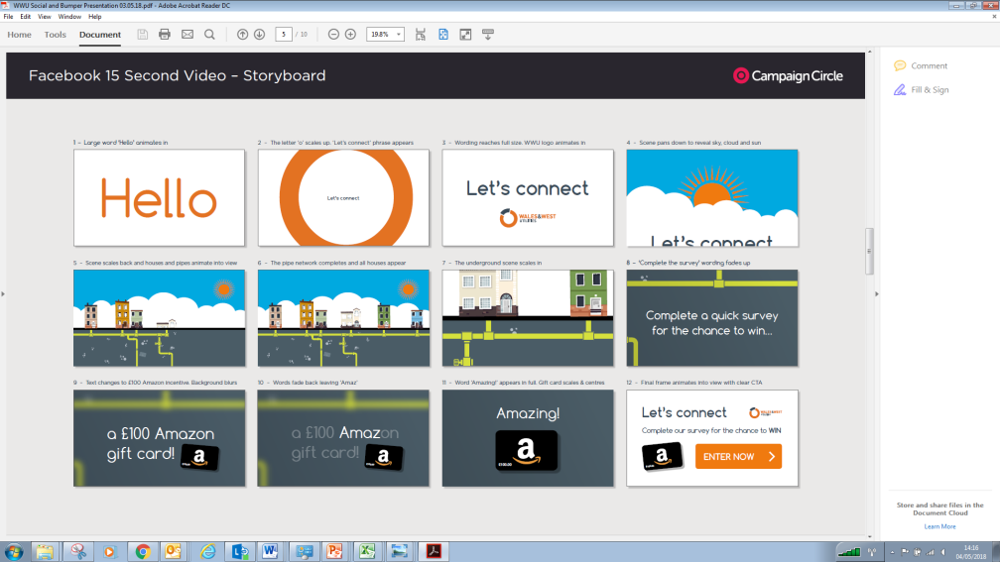 WWU Social and Bumper Presentation 03.05.18.pdf - Adobe Acrobat Reader DC
File Edit View Window Help
Home Tools Document 5 / 10 19.8%
Comment
Fill & Sign
Facebook 15 Second Video – Storyboard
Campaign Circle
1 – Large word 'Hello' animates in
2 – The letter 'o' scales up. 'Let's connect' phrase appears
3 – Wording reaches full size. WWU logo animates in
4 – Scene pans down to reveal sky, cloud and sun
Hello
Let's connect
Let's connect
WALES&WEST
UTILITIES
Let's connect
5 – Scene scales back and houses and pipes animate into view
6 – The pipe network completes and all houses appear
7 – The underground scene scales in
8 – 'Complete the survey' wording fades up
Complete a quick survey
for the chance to win...
9 – Text changes to £100 Amazon incentive. Background blurs
10 – Words fade back leaving 'Amaz'
11 – Word 'Amazing!' appears in full. Gift card scales & centres
12 – Final frame animates into view with clear CTA
a £100 Amazon
gift card!
a
a £100 Amazon
gift card!
a
Amazing!
a
£100.00
Let's connect
WALES&WEST
Complete our survey for the chance to WIN
a
ENTER NOW
Store and share files in the
Document Cloud
Learn More
14:16
04/05/2018